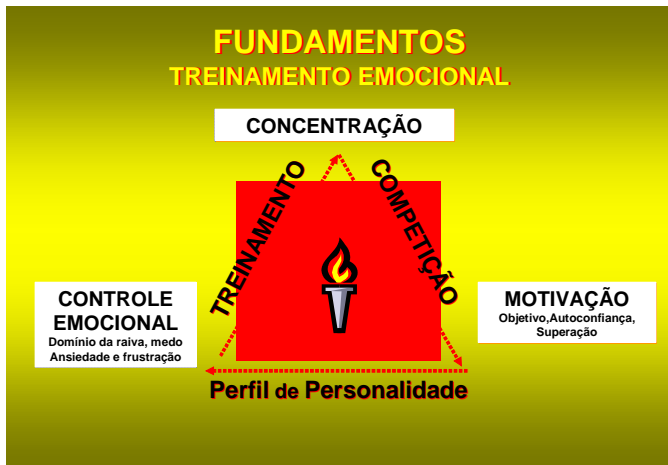 FUNDAMENTOS
TREINAMENTO EMOCIONAL
CONCENTRAÇÃO
TREINAMENTO
COMPETIÇÃO
CONTROLE
EMOCIONAL
Domínio da raiva, medo
Ansiedade e frustração
MOTIVAÇÃO
Objetivo,Autoconfiança,
Superação
Perfil de Personalidade